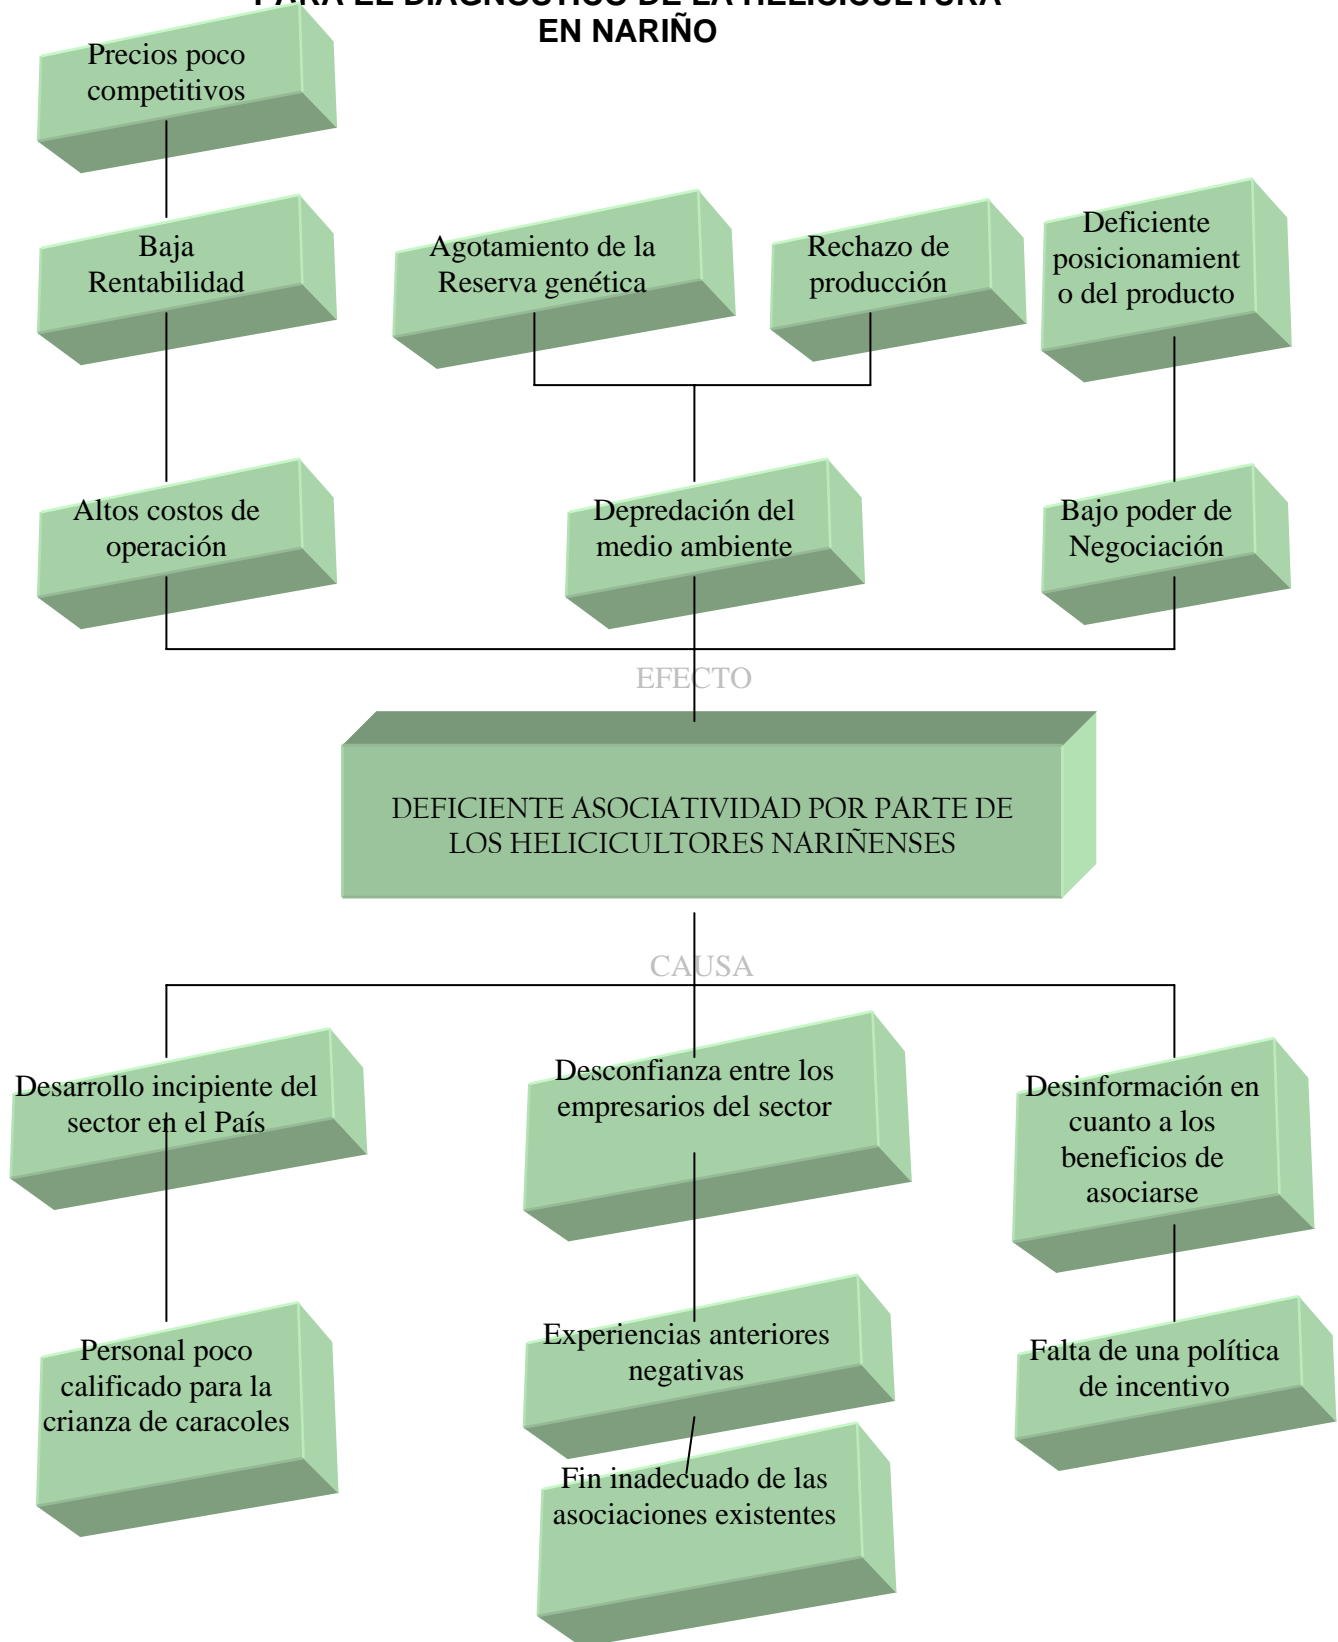 PARA EL DIAGNOSTICO DE LA HELICICULTURA
EN NARIÑO
Precios poco
competitivos
Baja
Rentabilidad
Agotamiento de la
Reserva genética
Rechazo de
producción
Deficiente
posicionamient
o del producto
Altos costos de
operación
Depredación del
medio ambiente
Bajo poder de
Negociación
EFECTO
DEFICIENTE ASOCIATIVIDAD POR PARTE DE
LOS HELICICULTORES NARIÑENSES
CAUSA
Desarrollo incipiente del
sector en el País
Desconfianza entre los
empresarios del sector
Desinformación en
cuanto a los
beneficios de
asociarse
Personal poco
calificado para la
crianza de caracoles
Experiencias anteriores
negativas
Falta de una política
de incentivo
Fin inadecuado de las
asociaciones existentes